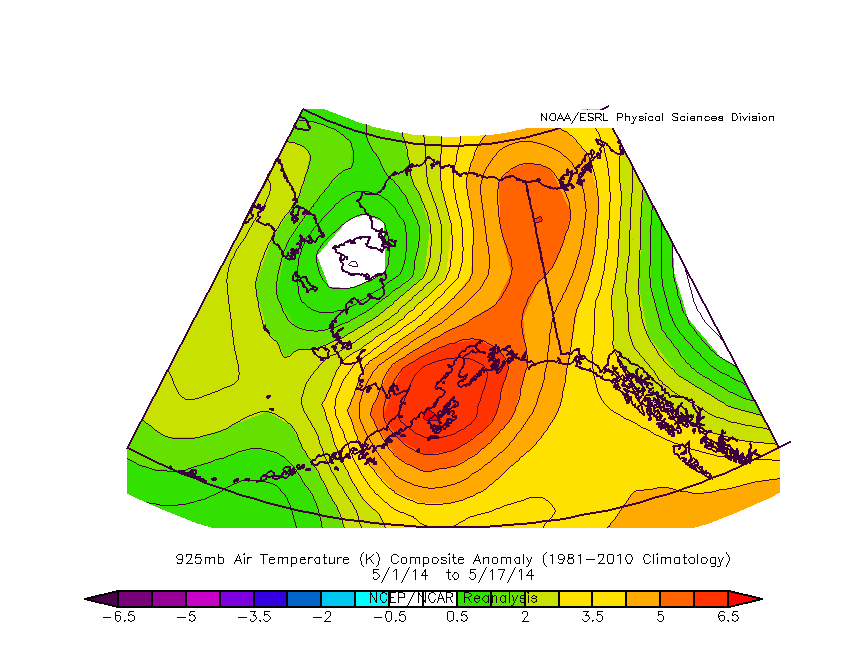 NOAA/ESRL Physical Sciences Division
925mb Air Temperature (K) Composite Anomaly (1981-2010 Climatology)
5/1/14 to 5/17/14
NCEP/NCAR Reanalysis
-6.5 -5 -3.5 -2 -0.5 0.5 2 3.5 5 6.5